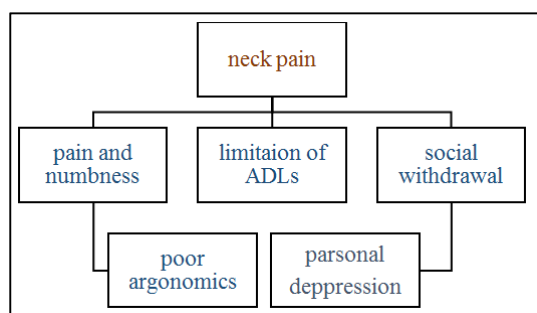 neck pain
pain and
numbness
limitaion of
ADLs
social
withdrawal
poor
argonomics
parsonal
deppression